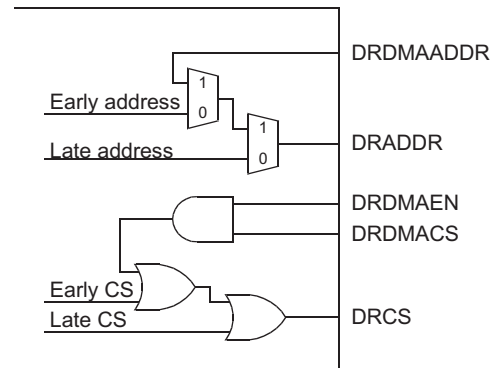 DRDMAADDR
1
Early address
0
1
Late address
0
DRADDR
DRDMAEN
DRDMACS
Early CS
Late CS
DRCS